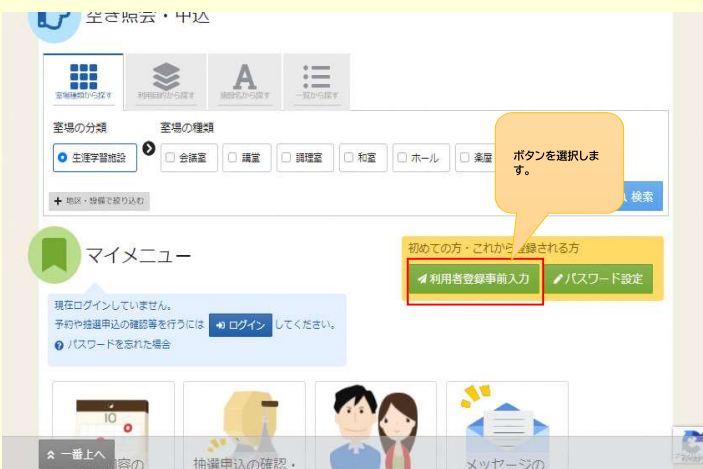 空き照会・申込
室場種類から探す
利用目的から探す
施設名から探す
一覧から探す
室場の分類
室場の種類
生涯学習施設
会議室
講堂
調理室
和室
ホール
楽屋
ボタンを選択しま
す。
地区・設備で絞り込む
検索
マイメニュー
初めての方・これから登録される方
利用者登録事前入力
パスワード設定
現在ログインしていません。
予約や抽選申込の確認等を行うには ログイン してください。
パスワードを忘れた場合
10
一番上へ
容の
抽選申込の確認・
メッセージの